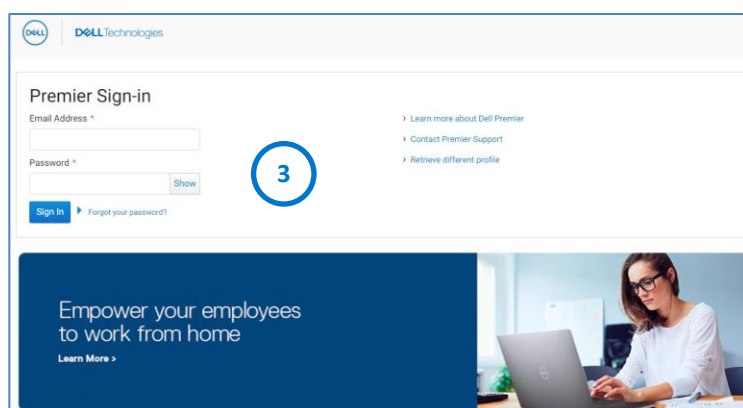 DELL
DELLTechnologies
Premier Sign-in
Email Address *
Password *
Show
Sign In
Forgot your password?
3
› Learn more about Dell Premier
› Contact Premier Support
› Retrieve different profile
Empower your employees
to work from home
Learn More >